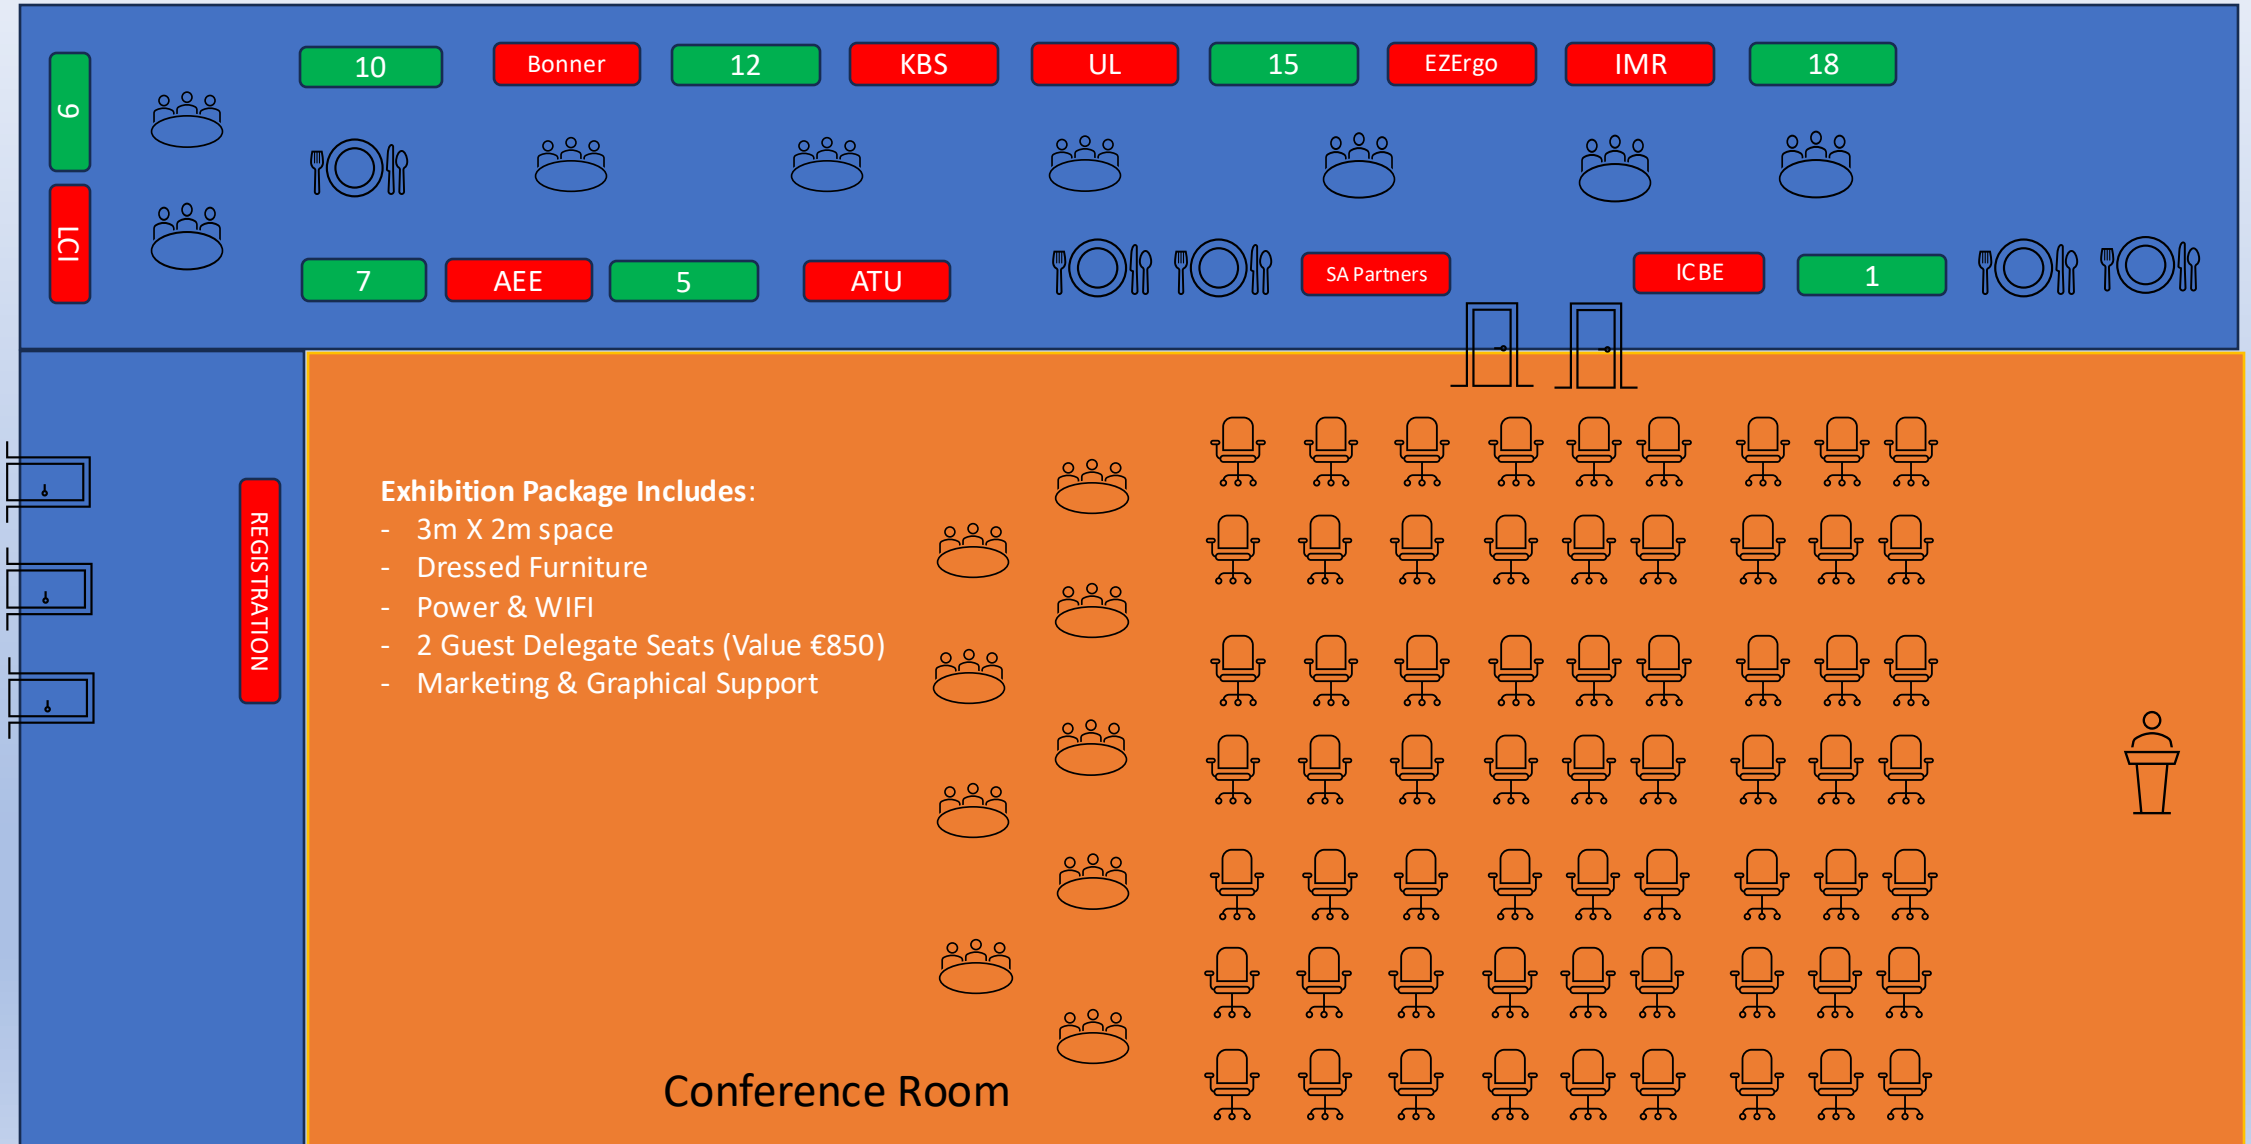 10
Bonner
12
KBS
UL
15
EZErgo
IMR
18
9
LCI
7
AEE
5
ATU
SA Partners
ICBE
1
REGISTRATION
Exhibition Package Includes:
- 3m X 2m space
- Dressed Furniture
- Power & WIFI
- 2 Guest Delegate Seats (Value €850)
- Marketing & Graphical Support
Conference Room